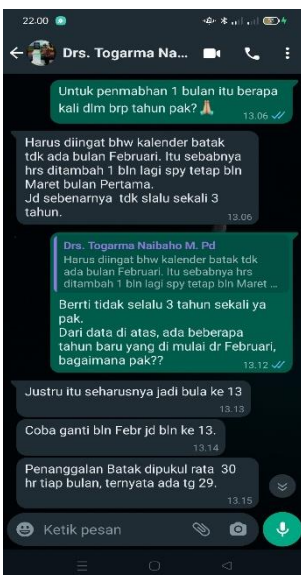 22.00
Drs. Togarma Na...
Untuk penmabhan 1 bulan itu berapa
kali dlm brp tahun pak?🙏
13.06
Harus diingat bhw kalender batak
tdk ada bulan Februari. Itu sebabnya
hrs ditambah 1 bln lagi spy tetap bln
Maret bulan Pertama.
Jd sebenarnya tdk slalu sekali 3
tahun.
13.06
Drs. Togarma Naibaho M. Pd
Harus diingat bhw kalender batak tdk
ada bulan Februari. Itu sebabnya hrs
ditambah 1 bln lagi spy tetap bln
Maret ...
Berrti tidak selalu 3 tahun sekali ya
pak.
Dari data di atas, ada beberapa
tahun baru yang di mulai dr Februari,
bagaimana pak??
13.12
Justru itu seharusnya jadi bula ke 13
13.13
Coba ganti bln Febr jd bln ke 13.
13.14
Penanggalan Batak dipukul rata 30
hr tiap bulan, ternyata ada tg 29.
13.15
Ketik pesan